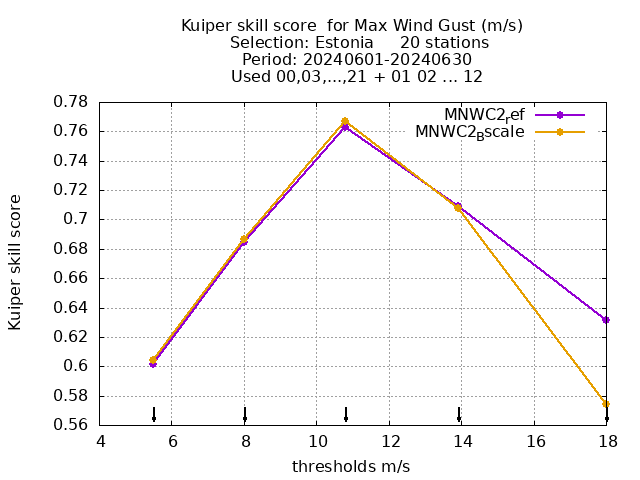 Kuiper skill score  for Max Wind Gust (m/s)
Selection: Estonia     20 stations
Period: 20240601-20240630
Used 00,03,...,21 + 01 02 ... 12
MNWC2_ref
MNWC2_Bscale
0.78
0.76
0.74
0.72
0.7
0.68
0.66
0.64
0.62
0.6
0.58
0.56
Kuiper skill score
4 6 8 10 12 14 16 18
thresholds m/s